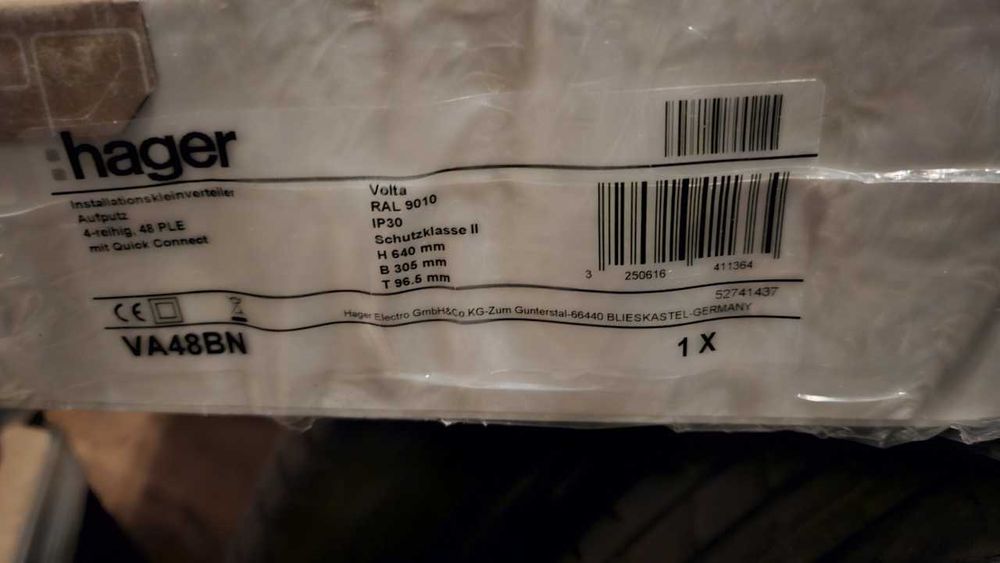 hager
Installationskleinverteiler
Aufputz
4-reihig, 48 PLE
mit Quick Connect
Volta
RAL 9010
IP30
Schutzklasse II
H 640 mm
B 305 mm
T 96.5 mm
3 250616 411364
52741437
CE
Hager Electro GmbH&Co KG-Zum Gunterstal-66440 BLIESKASTEL-GERMANY
VA48BN
1 X